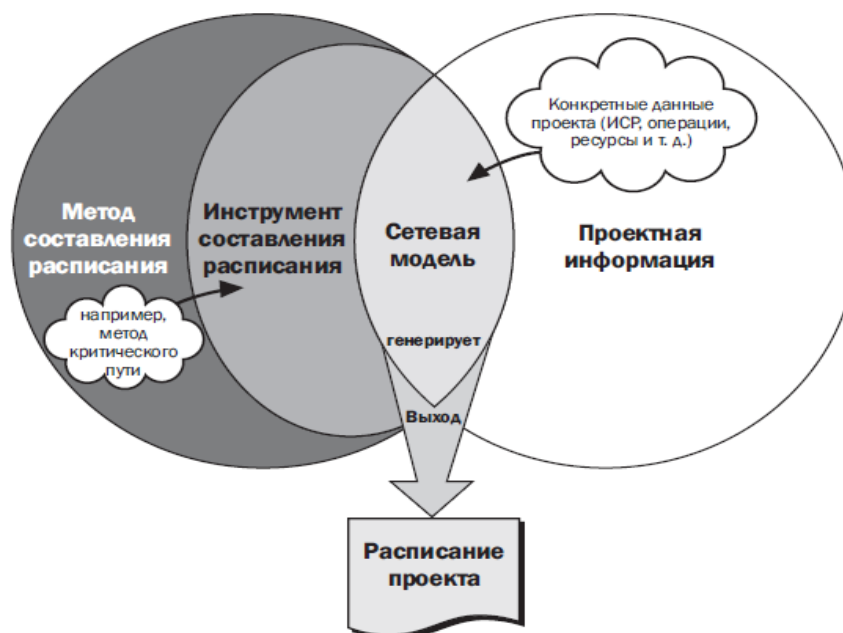 Конкретные данные
проекта (ИСР, операции,
ресурсы и т. д.)
Метод
составления
расписания
Инструмент
составления
расписания
Сетевая
модель
Проектная
информация
например,
метод
критического
пути
генерирует
Выход
Расписание
проекта